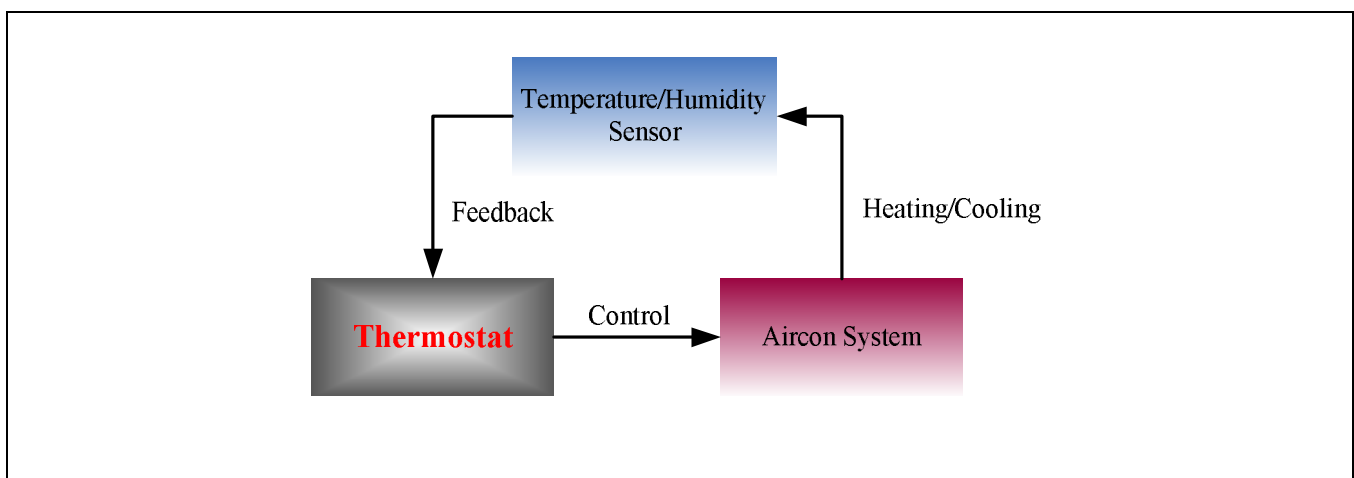 Temperature/Humidity
Sensor
Feedback
Heating/Cooling
Thermostat
Control
Aircon System